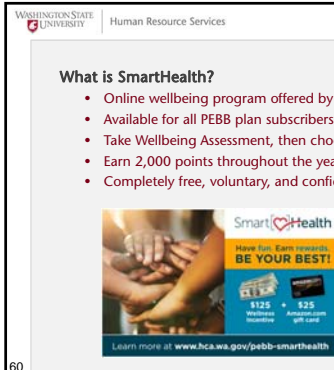 WASHINGTON STATE
UNIVERSITY
Human Resource Services
What is SmartHealth?
• Online wellbeing program offered by
• Available for all PEBB plan subscribers
• Take Wellbeing Assessment, then
• Earn 2,000 points throughout the
• Completely free, voluntary, and
SmartHealth
Have fun. Earn rewards.
BE YOUR BEST!
$125 + $25
Wellness Amazon.com
Incentive gift card
Learn more at www.hca.wa.gov/pebb-smarthealth
60